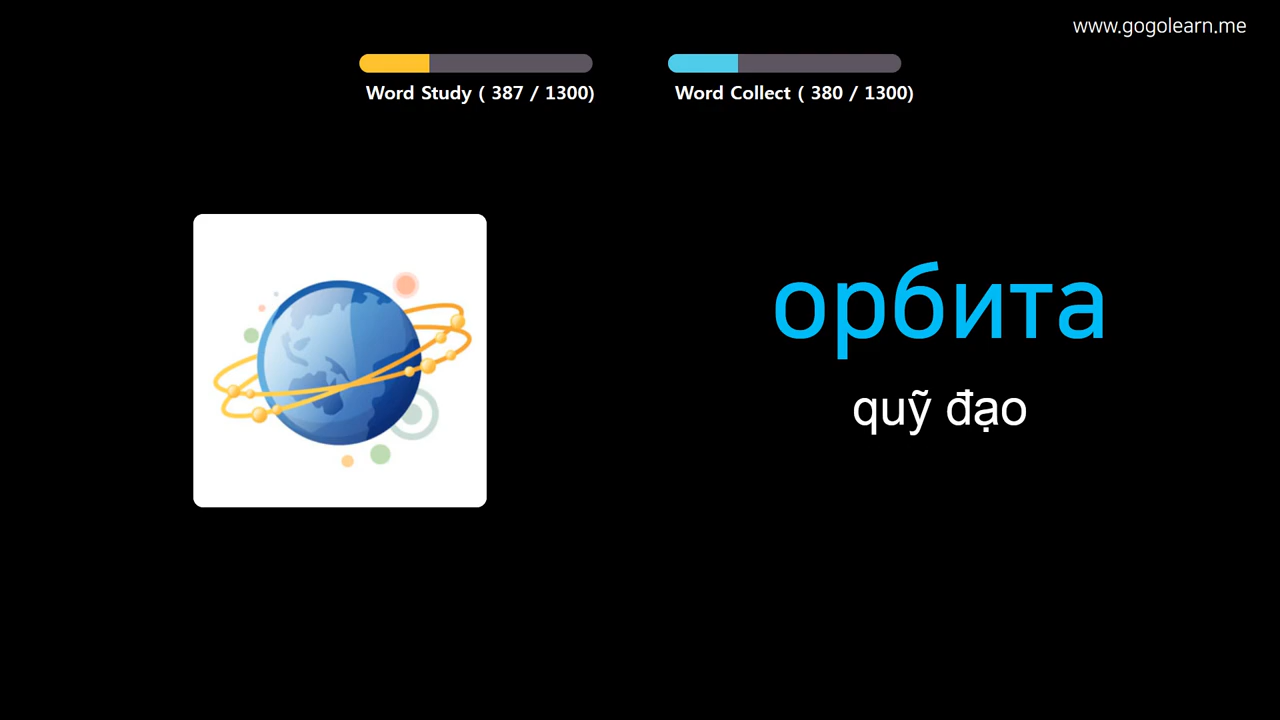 www.gogolearn.me
Word Study ( 387 / 1300)
Word Collect ( 380 / 1300)
орбита
quỹ đạo